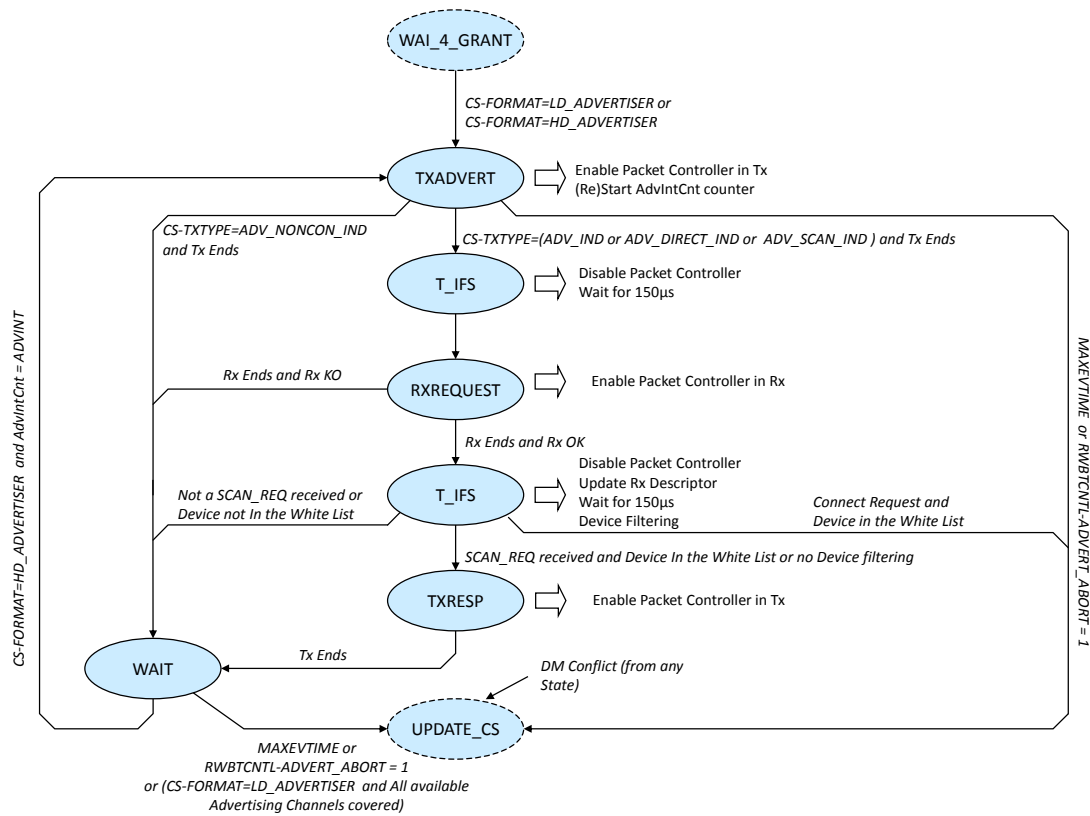 WAI_4_GRANT
CS-FORMAT=LD_ADVERTISER or
CS-FORMAT=HD_ADVERTISER
TXADVERT
Enable Packet Controller in Tx
(Re)Start AdvIntCnt counter
CS-TXTYPE=ADV_NONCON_IND
and Tx Ends
CS-TXTYPE=(ADV_IND or ADV_DIRECT_IND or ADV_SCAN_IND ) and Tx Ends
T_IFS
Disable Packet Controller
Wait for 150µs
CS-FORMAT=HD_ADVERTISER and AdvIntCnt = ADVINT
MAXEVTIME or RWBTCNTL-ADVERT_ABORT = 1
Rx Ends and Rx KO
RXREQUEST
Enable Packet Controller in Rx
Rx Ends and Rx OK
Not a SCAN_REQ received or
Device not In the White List
T_IFS
Disable Packet Controller
Update Rx Descriptor
Wait for 150µs
Device Filtering
Connect Request and
Device in the White List
SCAN_REQ received and Device In the White List or no Device filtering
TXRESP
Enable Packet Controller in Tx
WAIT
Tx Ends
DM Conflict (from any
State)
UPDATE_CS
MAXEVTIME or
RWBTCNTL-ADVERT_ABORT = 1
or (CS-FORMAT=LD_ADVERTISER and All available
Advertising Channels covered)